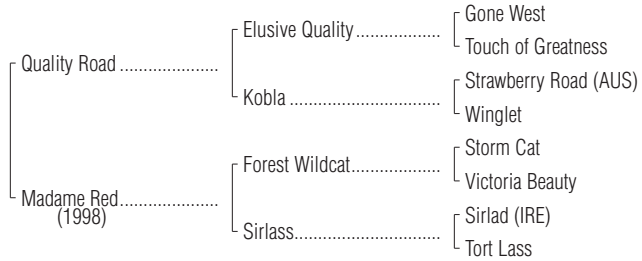 Gone West
Elusive Quality ..................
Touch of Greatness
Quality Road .....................
Strawberry Road (AUS)
Kobla ................................
Winglet
Storm Cat
Forest Wildcat...................
Victoria Beauty
Madame Red.....................
(1998)
Sirlad (IRE)
Sirlass...............................
Tort Lass